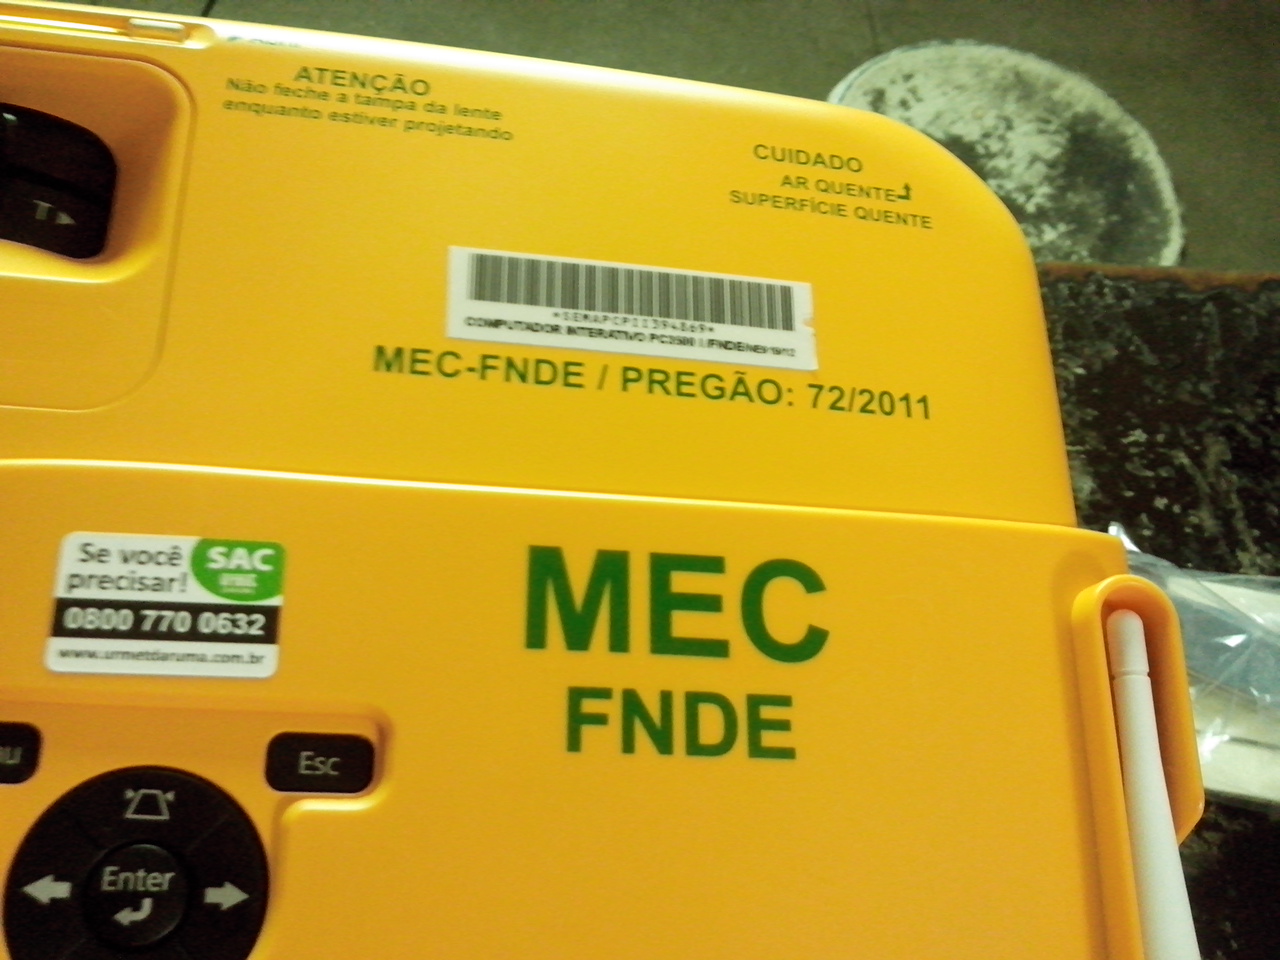 ATENÇÃO
Não feche a tampa da lente
enquanto estiver projetando
CUIDADO
AR QUENTE
SUPERFÍCIE QUENTE
T
COMPUTADOR INTERATIVO PC3500 I
MEC-FNDE / PREGÃO: 72/2011
Se você
precisar!
SAC
0800 770 0632
www.urmetdaruma.com.br
MEC
FNDE
Esc
Enter